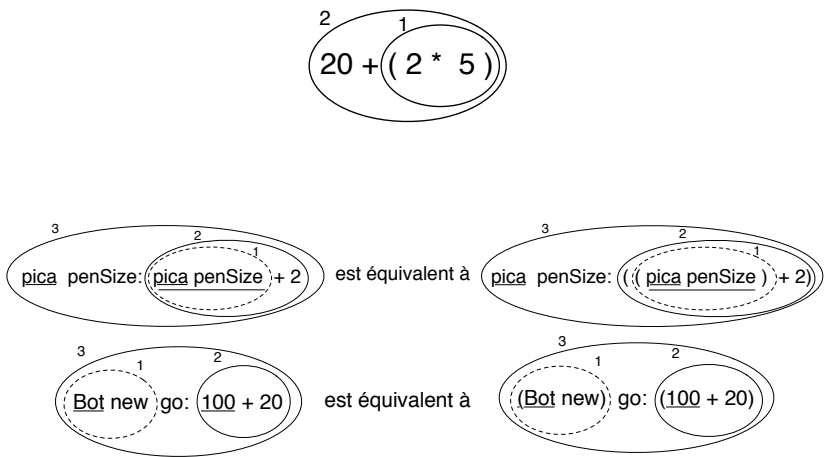 2 1
20 + ( 2 * 5 )
3 2 1 3 2 1
pica penSize: pica penSize + 2 est équivalent à pica penSize: ( ( pica penSize ) + 2)
3 1 2 3 1 2
Bot new go: 100 + 20 est équivalent à (Bot new) go: (100 + 20)